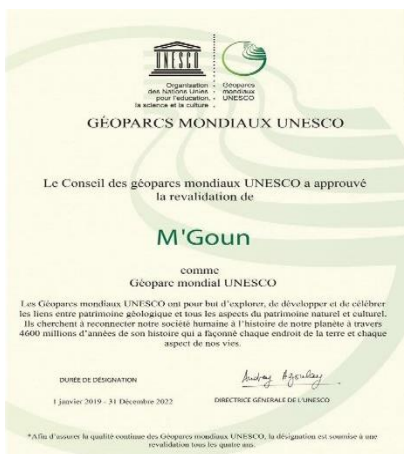 UNESCO
Organisation
des Nations Unies
pour l'éducation,
la science et la culture
Géoparcs
mondiaux
UNESCO
GÉOPARCS MONDIAUX UNESCO
Le Conseil des géoparcs mondiaux UNESCO a approuvé
la revalidation de
M'Goun
comme
Géoparc mondial UNESCO
Les Géoparcs mondiaux UNESCO ont pour but d'explorer, de développer et de célébrer
les liens entre patrimoine géologique et tous les aspects du patrimoine naturel et culturel.
Ils cherchent à reconnecter notre société humaine à l'histoire de notre planète à travers
4600 millions d'années de son histoire qui a façonné chaque endroit de la terre et chaque
aspect de nos vies.
DURÉE DE DÉSIGNATION
1 janvier 2019 - 31 Décembre 2022
Audrey Azoulay
DIRECTRICE GÉNÉRALE DE L'UNESCO
*Afin d'assurer la qualité continue des Géoparcs mondiaux UNESCO, la désignation est soumise à une
revalidation tous les quatre ans.